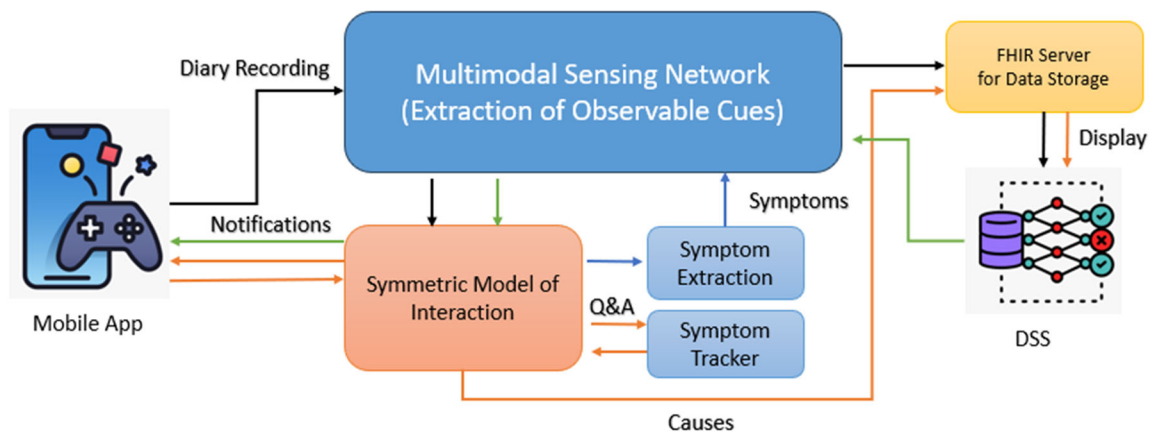 Diary Recording
Multimodal Sensing Network
(Extraction of Observable Cues)
FHIR Server
for Data Storage
Display
Notifications
Symptoms
Symmetric Model of
Interaction
Symptom
Extraction
Q&A
Symptom
Tracker
Mobile App
DSS
Causes